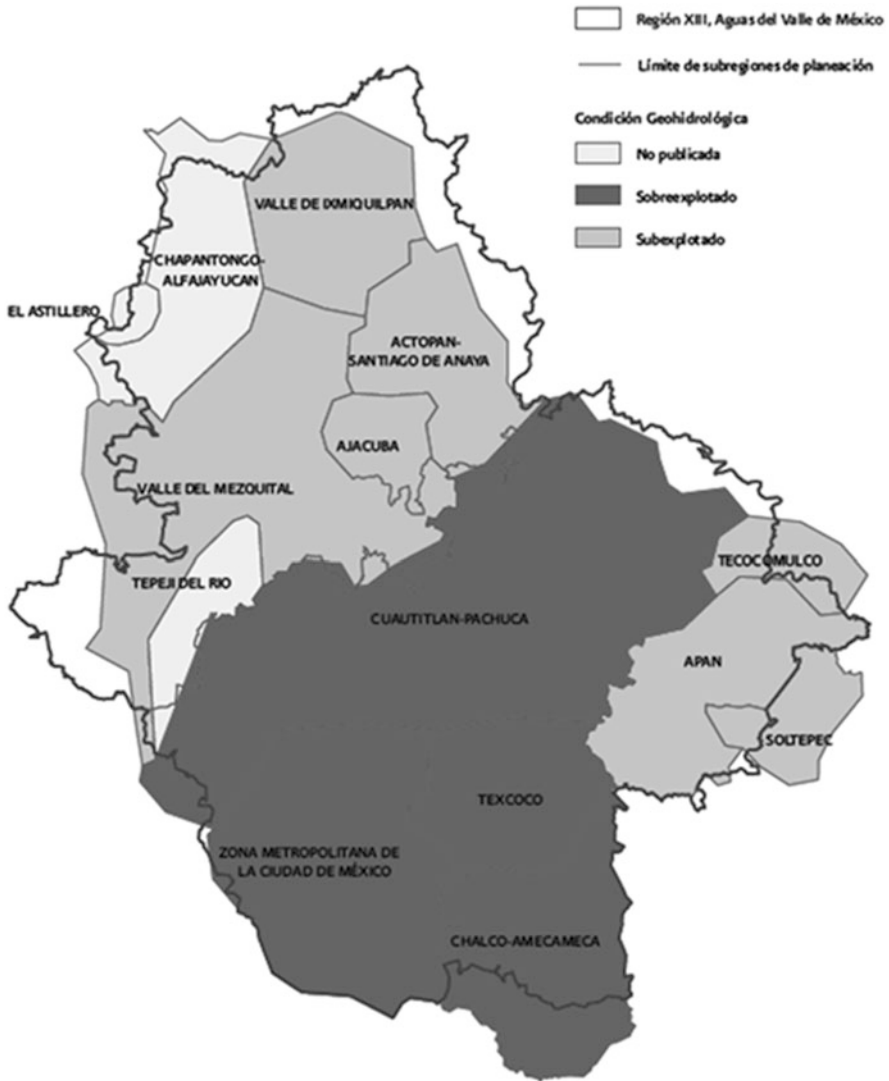 Región XIII, Aguas del Valle de México
Límite de subregiones de planeación
Condición Geohidrológica
No publicada
Sobreexplotado
Subexplotado
VALLE DE IXMIQUILPAN
CHAPANTONGO-
ALFAJAYUCAN
EL ASTILLERO
ACTOPAN-
SANTIAGO DE ANAYA
AJACUBA
VALLE DEL MEZQUITAL
TECOCOMULCO
TEPEJI DEL RIO
CUAUTITLAN-PACHUCA
APAN
SOLTEPEC
TEXCOCO
ZONA METROPOLITANA DE
LA CIUDAD DE MÉXICO
CHALCO-AMECAMECA